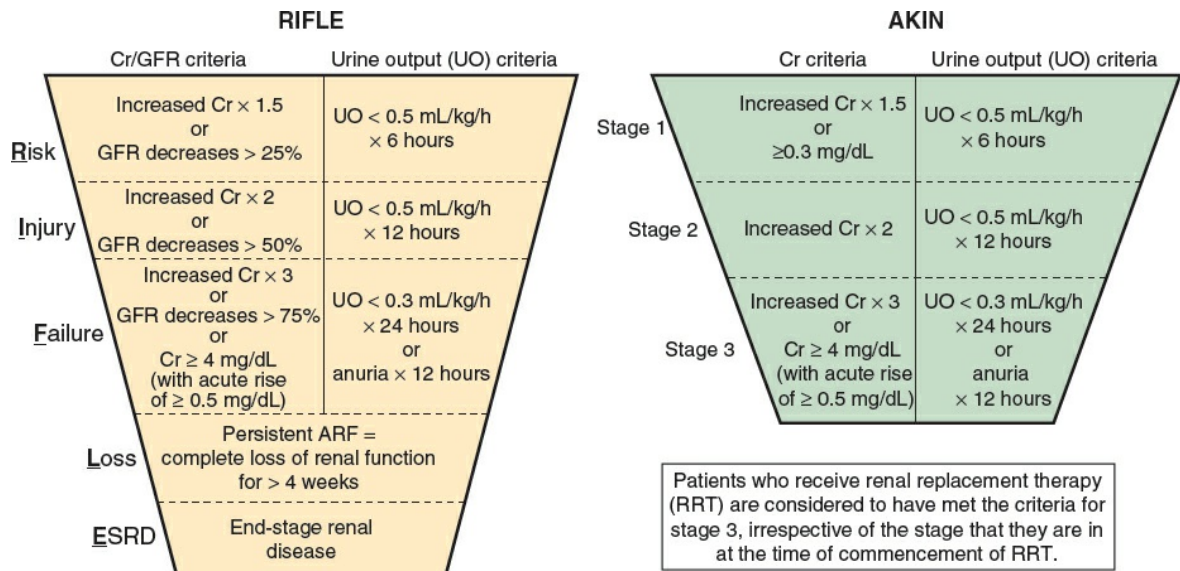 RIFLE
Cr/GFR criteria
Urine output (UO) criteria
Risk
Increased Cr × 1.5
or
GFR decreases > 25%
UO < 0.5 mL/kg/h
× 6 hours
Injury
Increased Cr × 2
or
GFR decreases > 50%
UO < 0.5 mL/kg/h
× 12 hours
Failure
Increased Cr × 3
or
GFR decreases > 75%
or
Cr ≥ 4 mg/dL
(with acute rise
of ≥ 0.5 mg/dL)
UO < 0.3 mL/kg/h
× 24 hours
or
anuria × 12 hours
Loss
Persistent ARF =
complete loss of renal function
for > 4 weeks
ESRD
End-stage renal
disease
AKIN
Cr criteria
Urine output (UO) criteria
Stage 1
Increased Cr × 1.5
or
≥0.3 mg/dL
UO < 0.5 mL/kg/h
× 6 hours
Stage 2
Increased Cr × 2
UO < 0.5 mL/kg/h
× 12 hours
Stage 3
Increased Cr × 3
or
Cr ≥ 4 mg/dL
(with acute rise
of ≥ 0.5 mg/dL)
UO < 0.3 mL/kg/h
× 24 hours
or
anuria
× 12 hours
Patients who receive renal replacement therapy
(RRT) are considered to have met the criteria for
stage 3, irrespective of the stage that they are in
at the time of commencement of RRT.